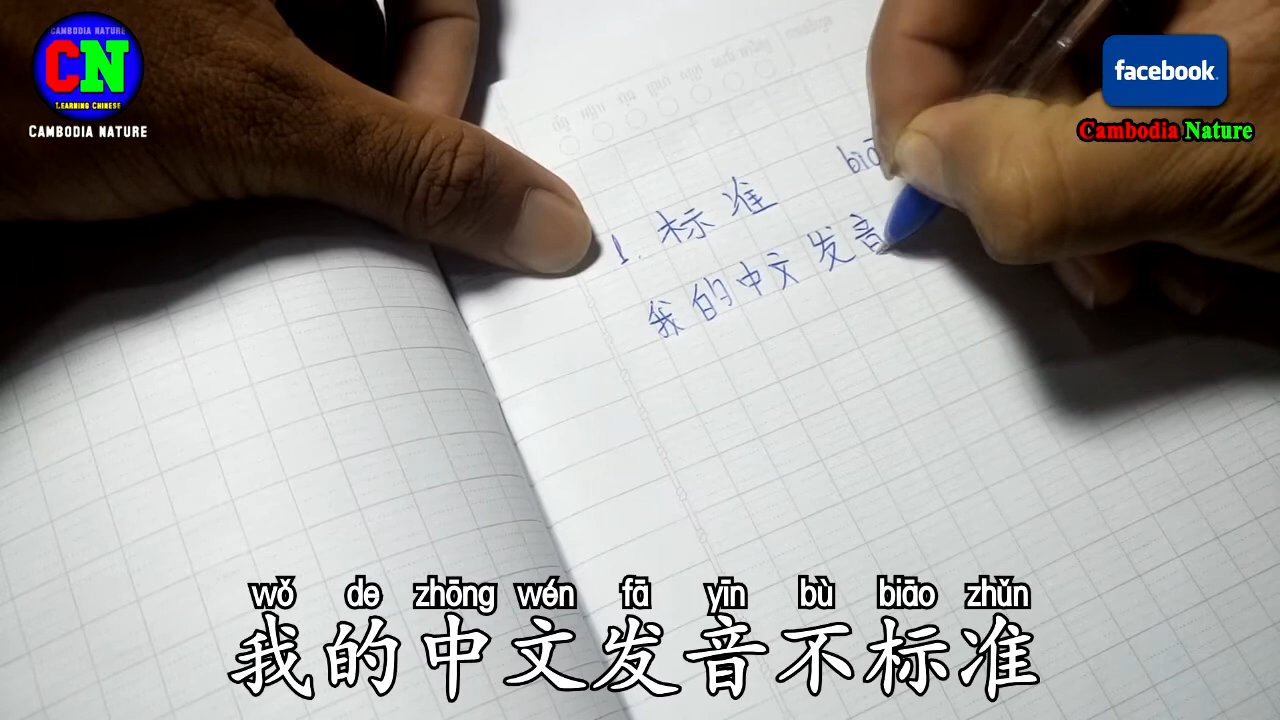 CAMBODIA NATURE
CN
LEARNING CHINESE
CAMBODIA NATURE
facebook
Cambodia Nature
1. 标准 biā
我的中文发音
wǒ de zhōng wén fā yīn bù biāo zhǔn
我的中文发音不标准